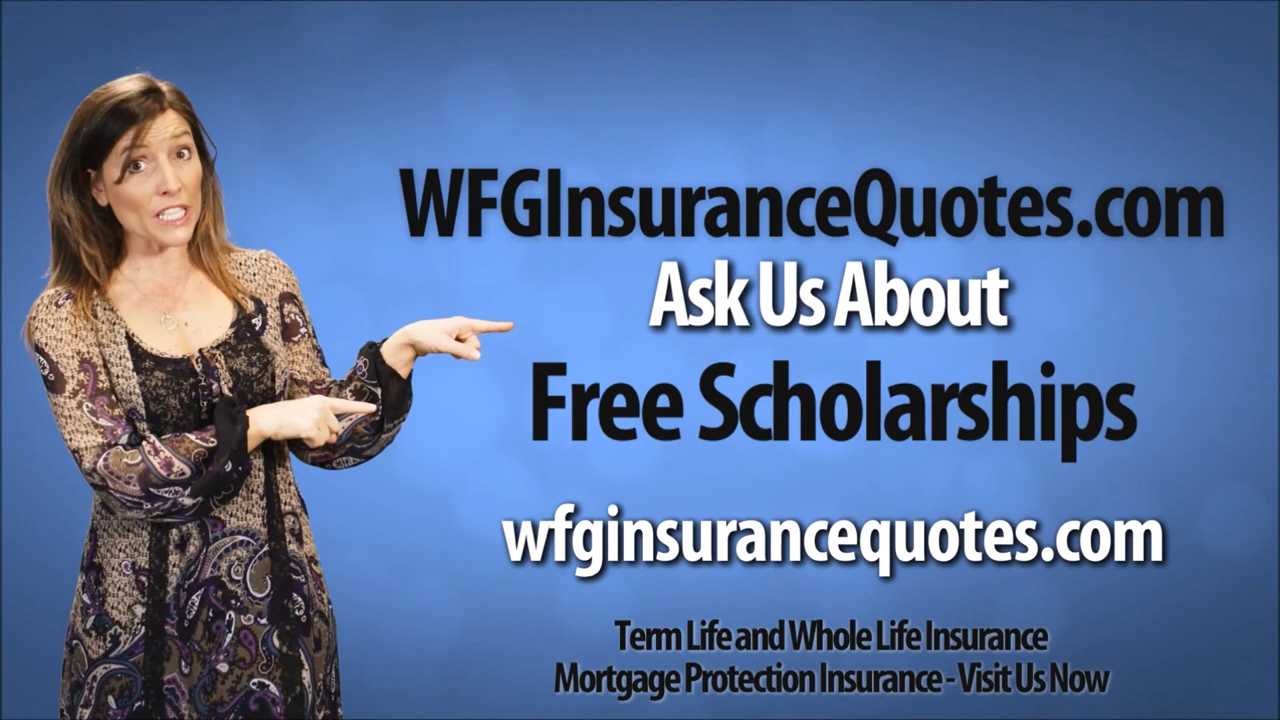 WFGInsuranceQuotes.com
Ask Us About
Free Scholarships
wfginsurancequotes.com
Term Life and Whole Life Insurance
Mortgage Protection Insurance - Visit Us Now